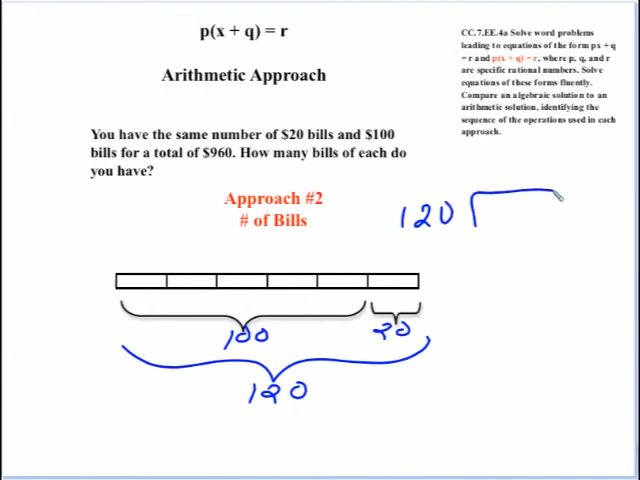 p(x + q) = r
Arithmetic Approach
CC.7.EE.4a Solve word problems
leading to equations of the form px + q
= r and p(x + q) = r, where p, q, and r
are specific rational numbers. Solve
equations of these forms fluently.
Compare an algebraic solution to an
arithmetic solution, identifying the
sequence of the operations used in each
approach.
You have the same number of $20 bills and $100
bills for a total of $960. How many bills of each do
you have?
Approach #2
# of Bills
120
100
20
120